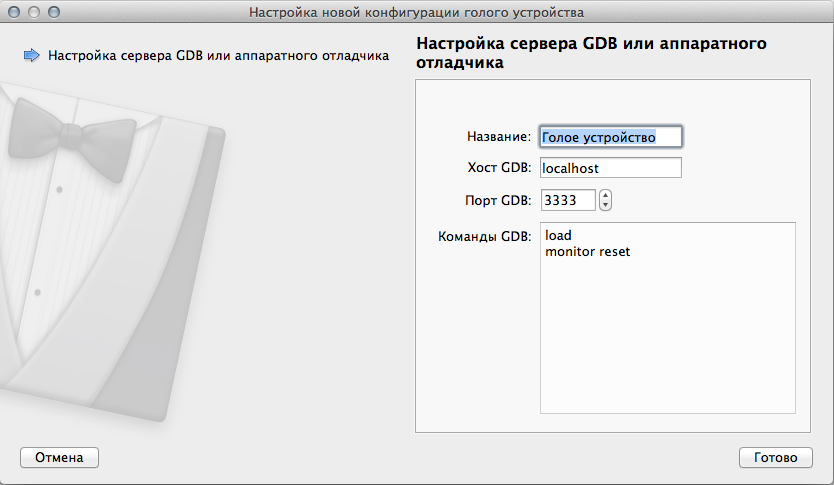 Настройка новой конфигурации голого устройства
Настройка сервера GDB или аппаратного отладчика
Настройка сервера GDB или аппаратного
отладчика
Название: Голое устройство
Хост GDB: localhost
Порт GDB: 3333
Команды GDB: load
monitor reset
Отмена
Готово